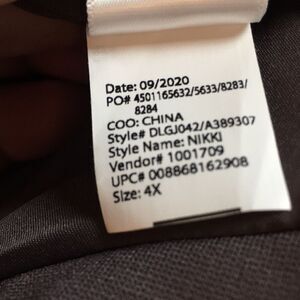 Date: 09/2020
PO# 4501165632/5633/8283/
8284
COO: CHINA
Style# DLGJ042/A389307
Style Name: NIKKI
Vendor# 1001709
UPC# 008868162908
Size: 4X